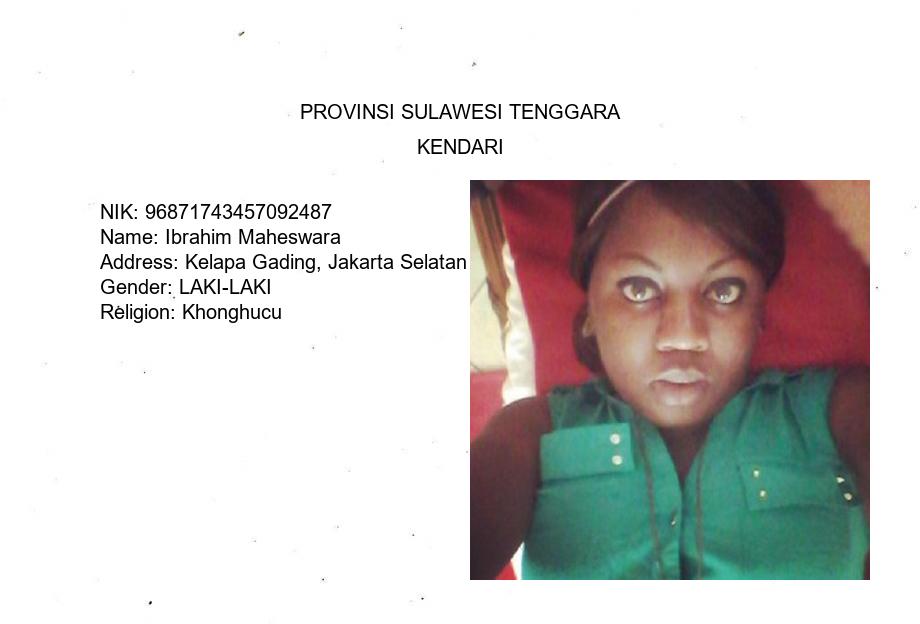 PROVINSI SULAWESI TENGGARA
KENDARI
NIK: 96871743457092487
Name: Ibrahim Maheswara
Address: Kelapa Gading, Jakarta Selatan
Gender: LAKI-LAKI
Religion: Khonghucu